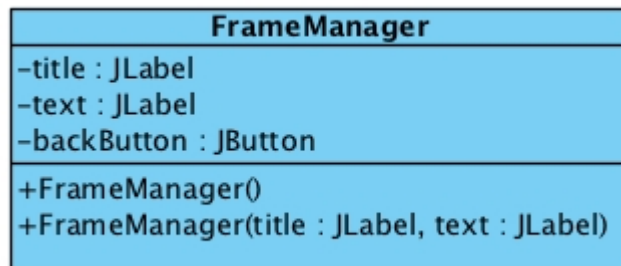 FrameManager
-title : JLabel
-text : JLabel
-backButton : JButton
+FrameManager()
+FrameManager(title : JLabel, text : JLabel)